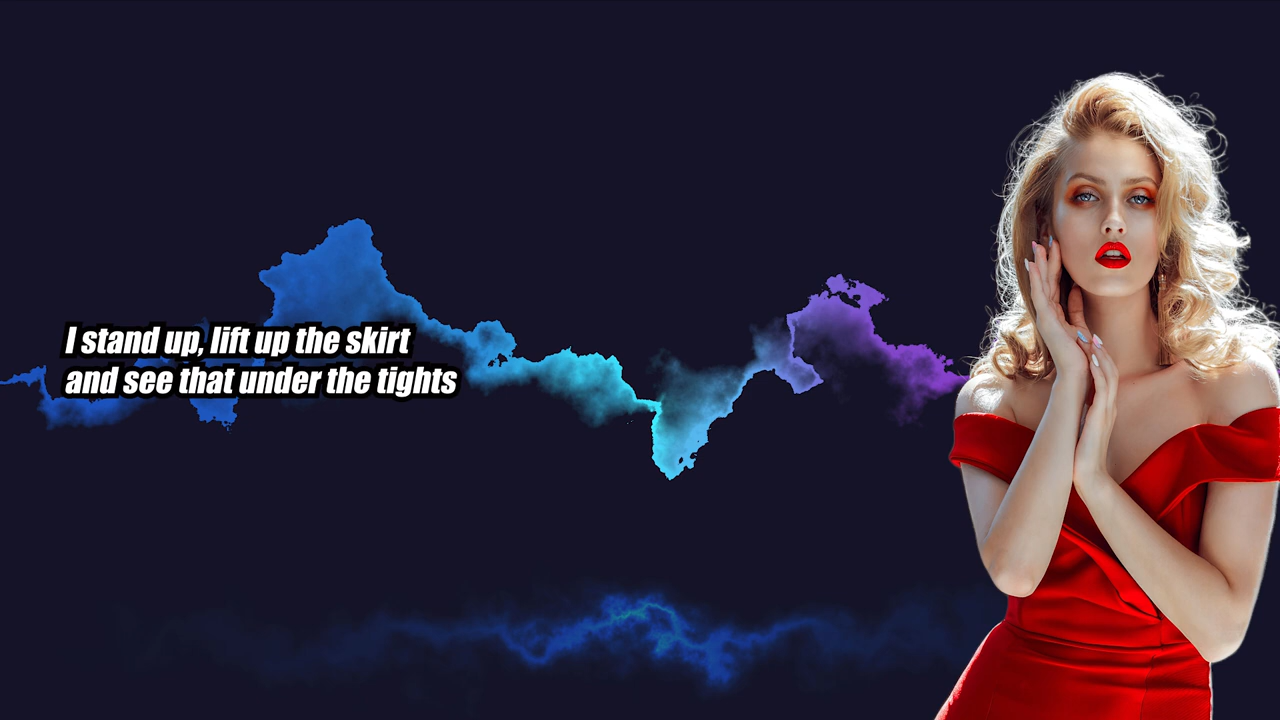 I stand up, lift up the skirt
and see that under the tights